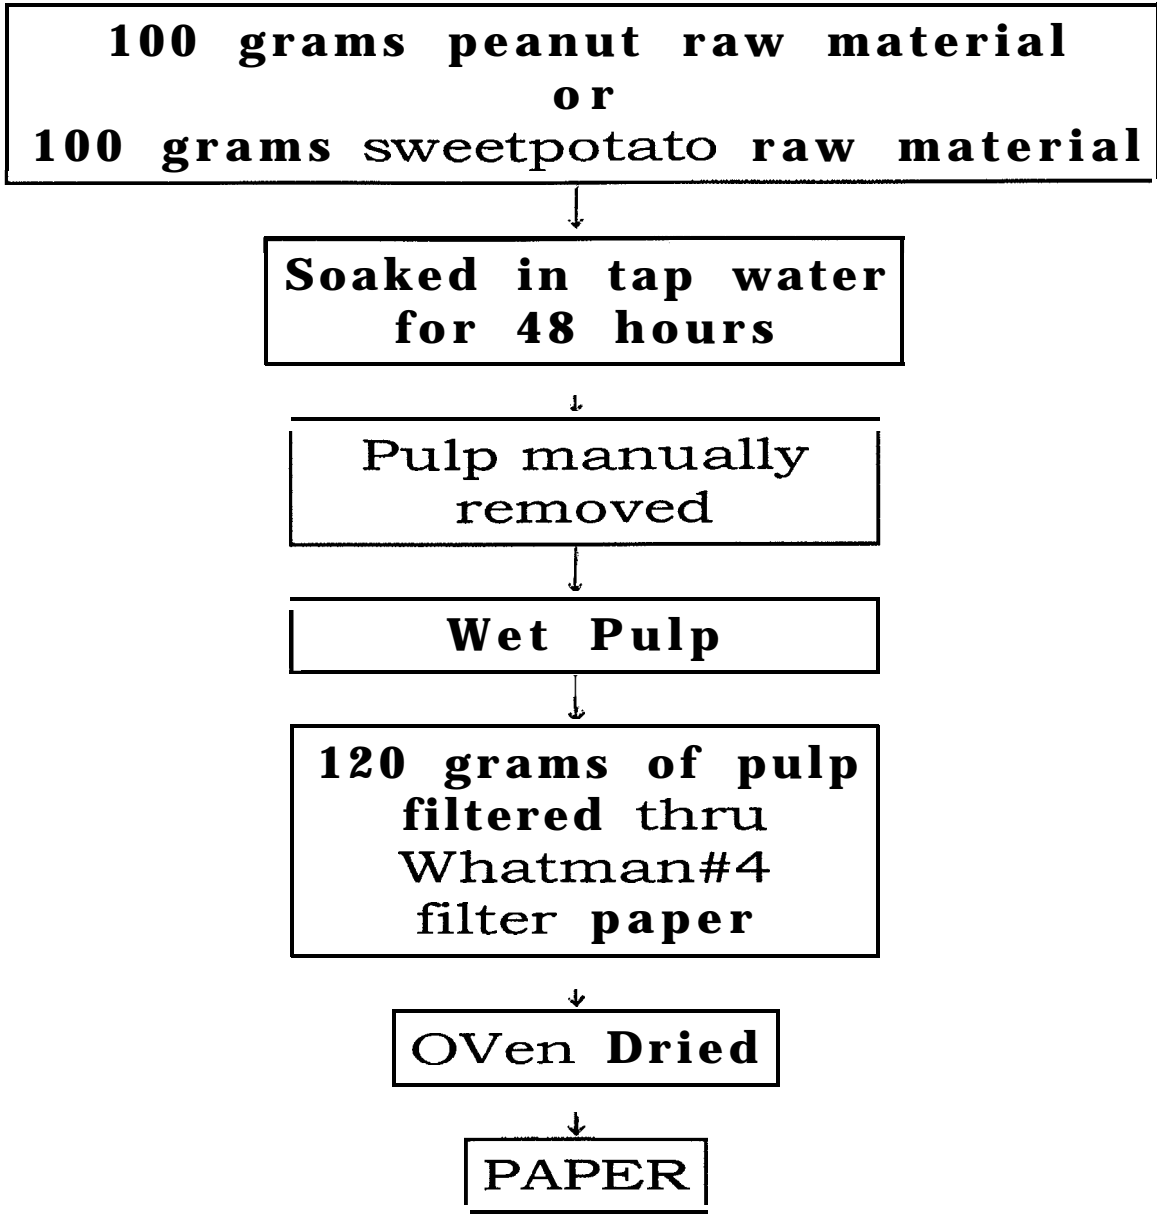 100 grams peanut raw material
or
100 grams sweetpotato raw material
Soaked in tap water
for 48 hours
Pulp manually
removed
Wet Pulp
120 grams of pulp
filtered thru
Whatman#4
filter paper
OVen Dried
PAPER